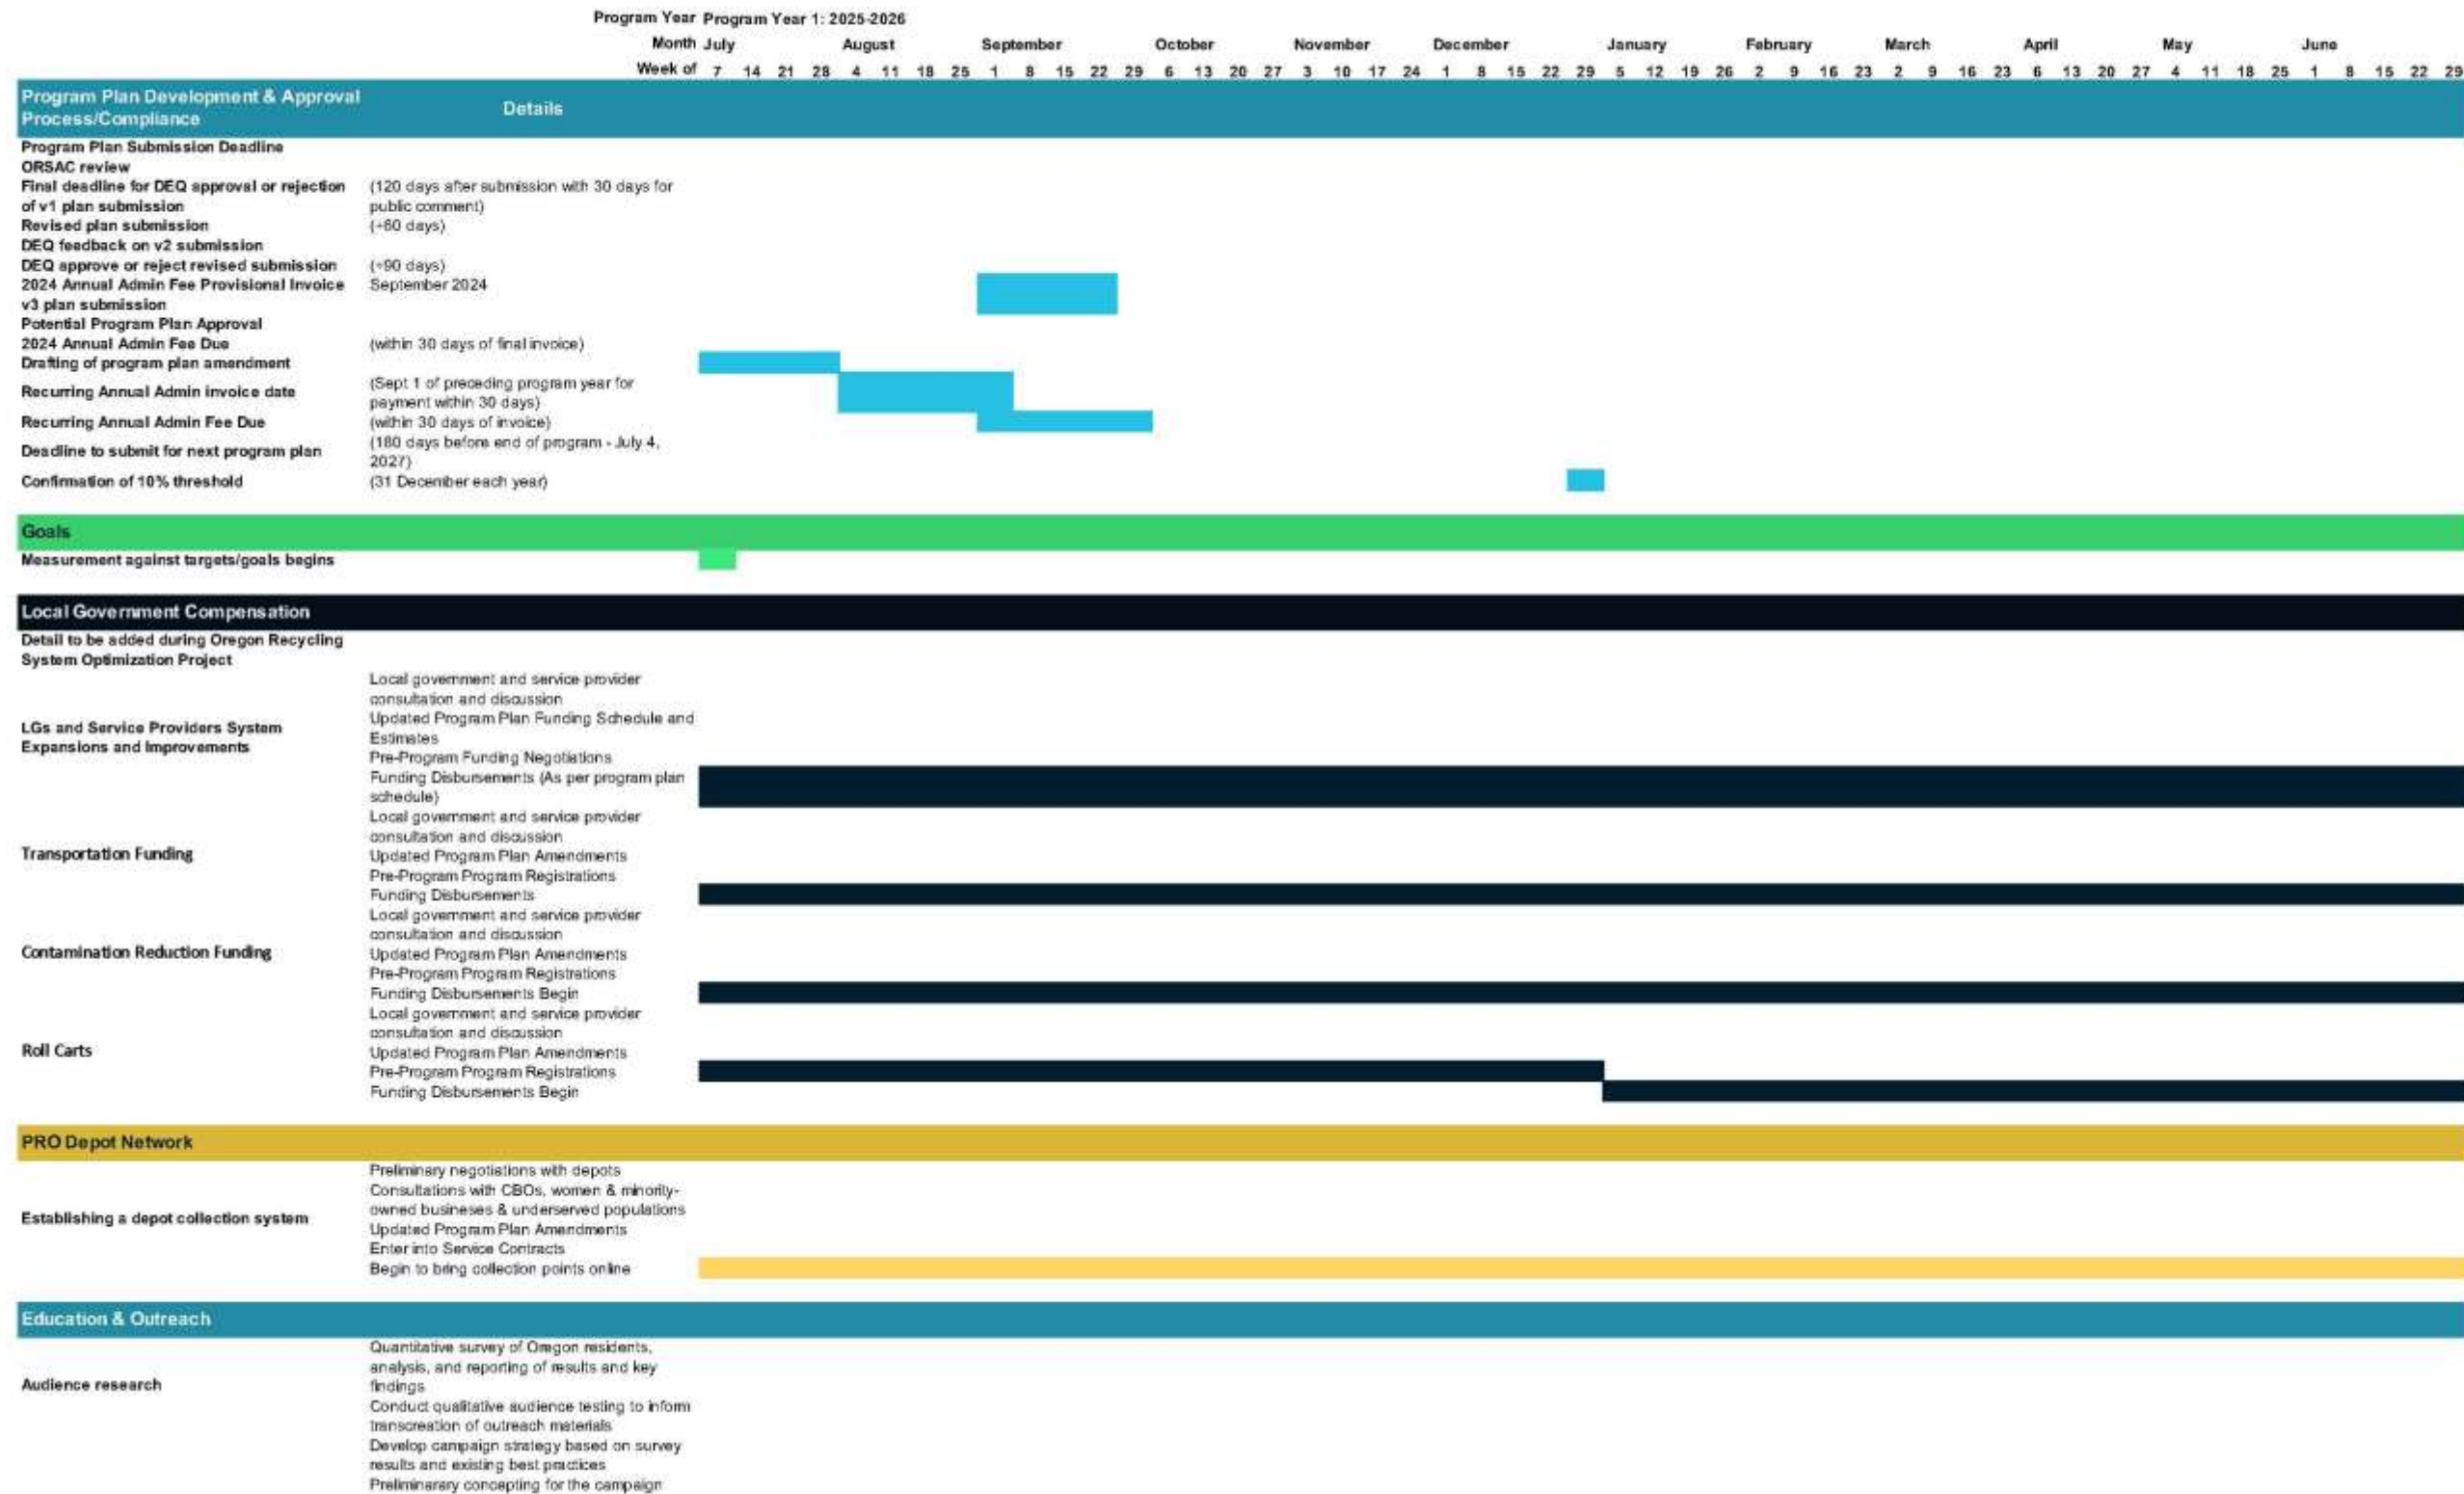 Program Year Program Year 1: 2025-2026
Month July August September October November December January February March April May June
Week of 7 14 21 28 4 11 18 25 1 8 15 22 29 6 13 20 27 3 10 17 24 1 8 15 22 29 5 12 19 26 2 9 16 23 2 9 16 23 6 13 20 27 4 11 18 25 1 8 15 22 29
Program Plan Development & Approval
Process/Compliance
Details
Program Plan Submission Deadline
ORSAC review
Final deadline for DEQ approval or rejection (120 days after submission with 30 days for
of v1 plan submission public comment)
Revised plan submission (+60 days)
DEQ feedback on v2 submission
DEQ approve or reject revised submission (+90 days)
2024 Annual Admin Fee Provisional Invoice September 2024
v3 plan submission
Potential Program Plan Approval
2024 Annual Admin Fee Due (within 30 days of final invoice)
Drafting of program plan amendment
Recurring Annual Admin invoice date
(Sept 1 of preceding program year for
payment within 30 days)
Recurring Annual Admin Fee Due (within 30 days of invoice)
Deadline to submit for next program plan
(180 days before end of program - July 4,
2027)
Confirmation of 10% threshold (31 December each year)
Goals
Measurement against targets/goals begins
Local Government Compensation
Detail to be added during Oregon Recycling
System Optimization Project
LGs and Service Providers System
Expansions and Improvements
Local government and service provider
consultation and discussion
Updated Program Plan Funding Schedule and
Estimates
Pre-Program Funding Negotiations
Funding Disbursements (As per program plan
schedule)
Transportation Funding
Local government and service provider
consultation and discussion
Updated Program Plan Amendments
Pre-Program Program Registrations
Funding Disbursements
Contamination Reduction Funding
Local government and service provider
consultation and discussion
Updated Program Plan Amendments
Pre-Program Program Registrations
Funding Disbursements Begin
Roll Carts
Local government and service provider
consultation and discussion
Updated Program Plan Amendments
Pre-Program Program Registrations
Funding Disbursements Begin
PRO Depot Network
Establishing a depot collection system
Preliminary negotiations with depots
Consultations with CBOs, women & minority-
owned busineses & underserved populations
Updated Program Plan Amendments
Enter into Service Contracts
Begin to bring collection points online
Education & Outreach
Audience research
Quantitative survey of Oregon residents,
analysis, and reporting of results and key
findings
Conduct qualitative audience testing to inform
transcreation of outreach materials
Develop campaign strategy based on survey
results and existing best practices
Preliminarary concepting for the campaign